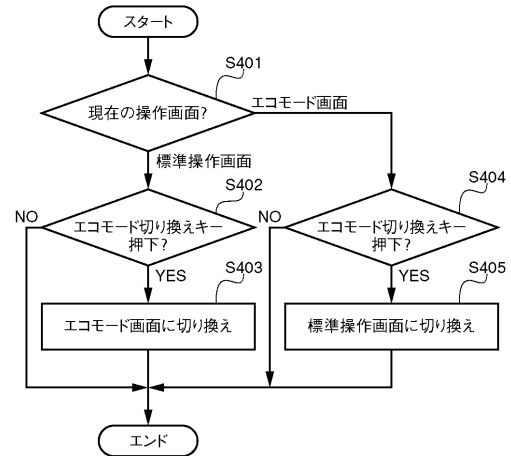 スタート
S401
現在の操作画面?
エコモード画面
標準操作画面
S402
S404
NO
エコモード切り換えキー
押下?
NO
エコモード切り換えキー
押下?
YES
S403
YES
S405
エコモード画面に切り換え
標準操作画面に切り換え
エンド